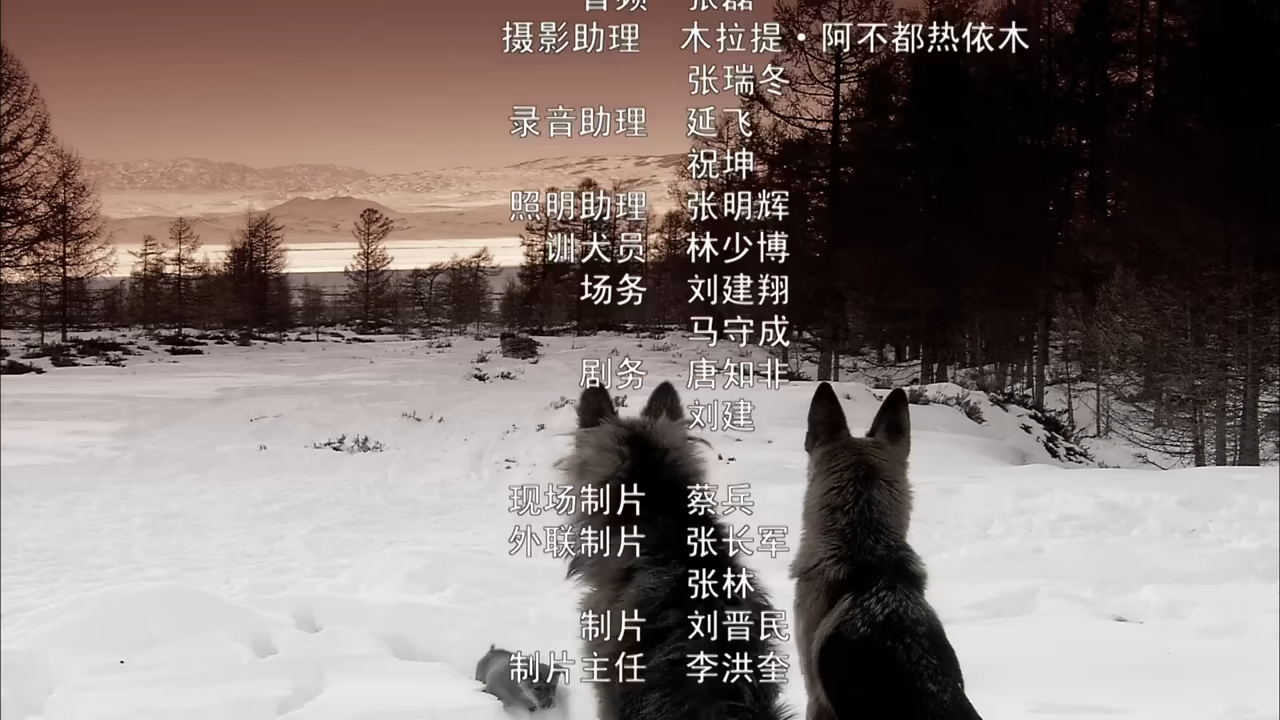 音频 张磊
摄影助理 木拉提·阿不都热依木
张瑞冬
录音助理 延飞
祝坤
照明助理 张明辉
训犬员 林少博
场务 刘建翔
马守成
剧务 唐知非
刘建
现场制片 蔡兵
外联制片 张长军
张林
制片 刘晋民
制片主任 李洪奎